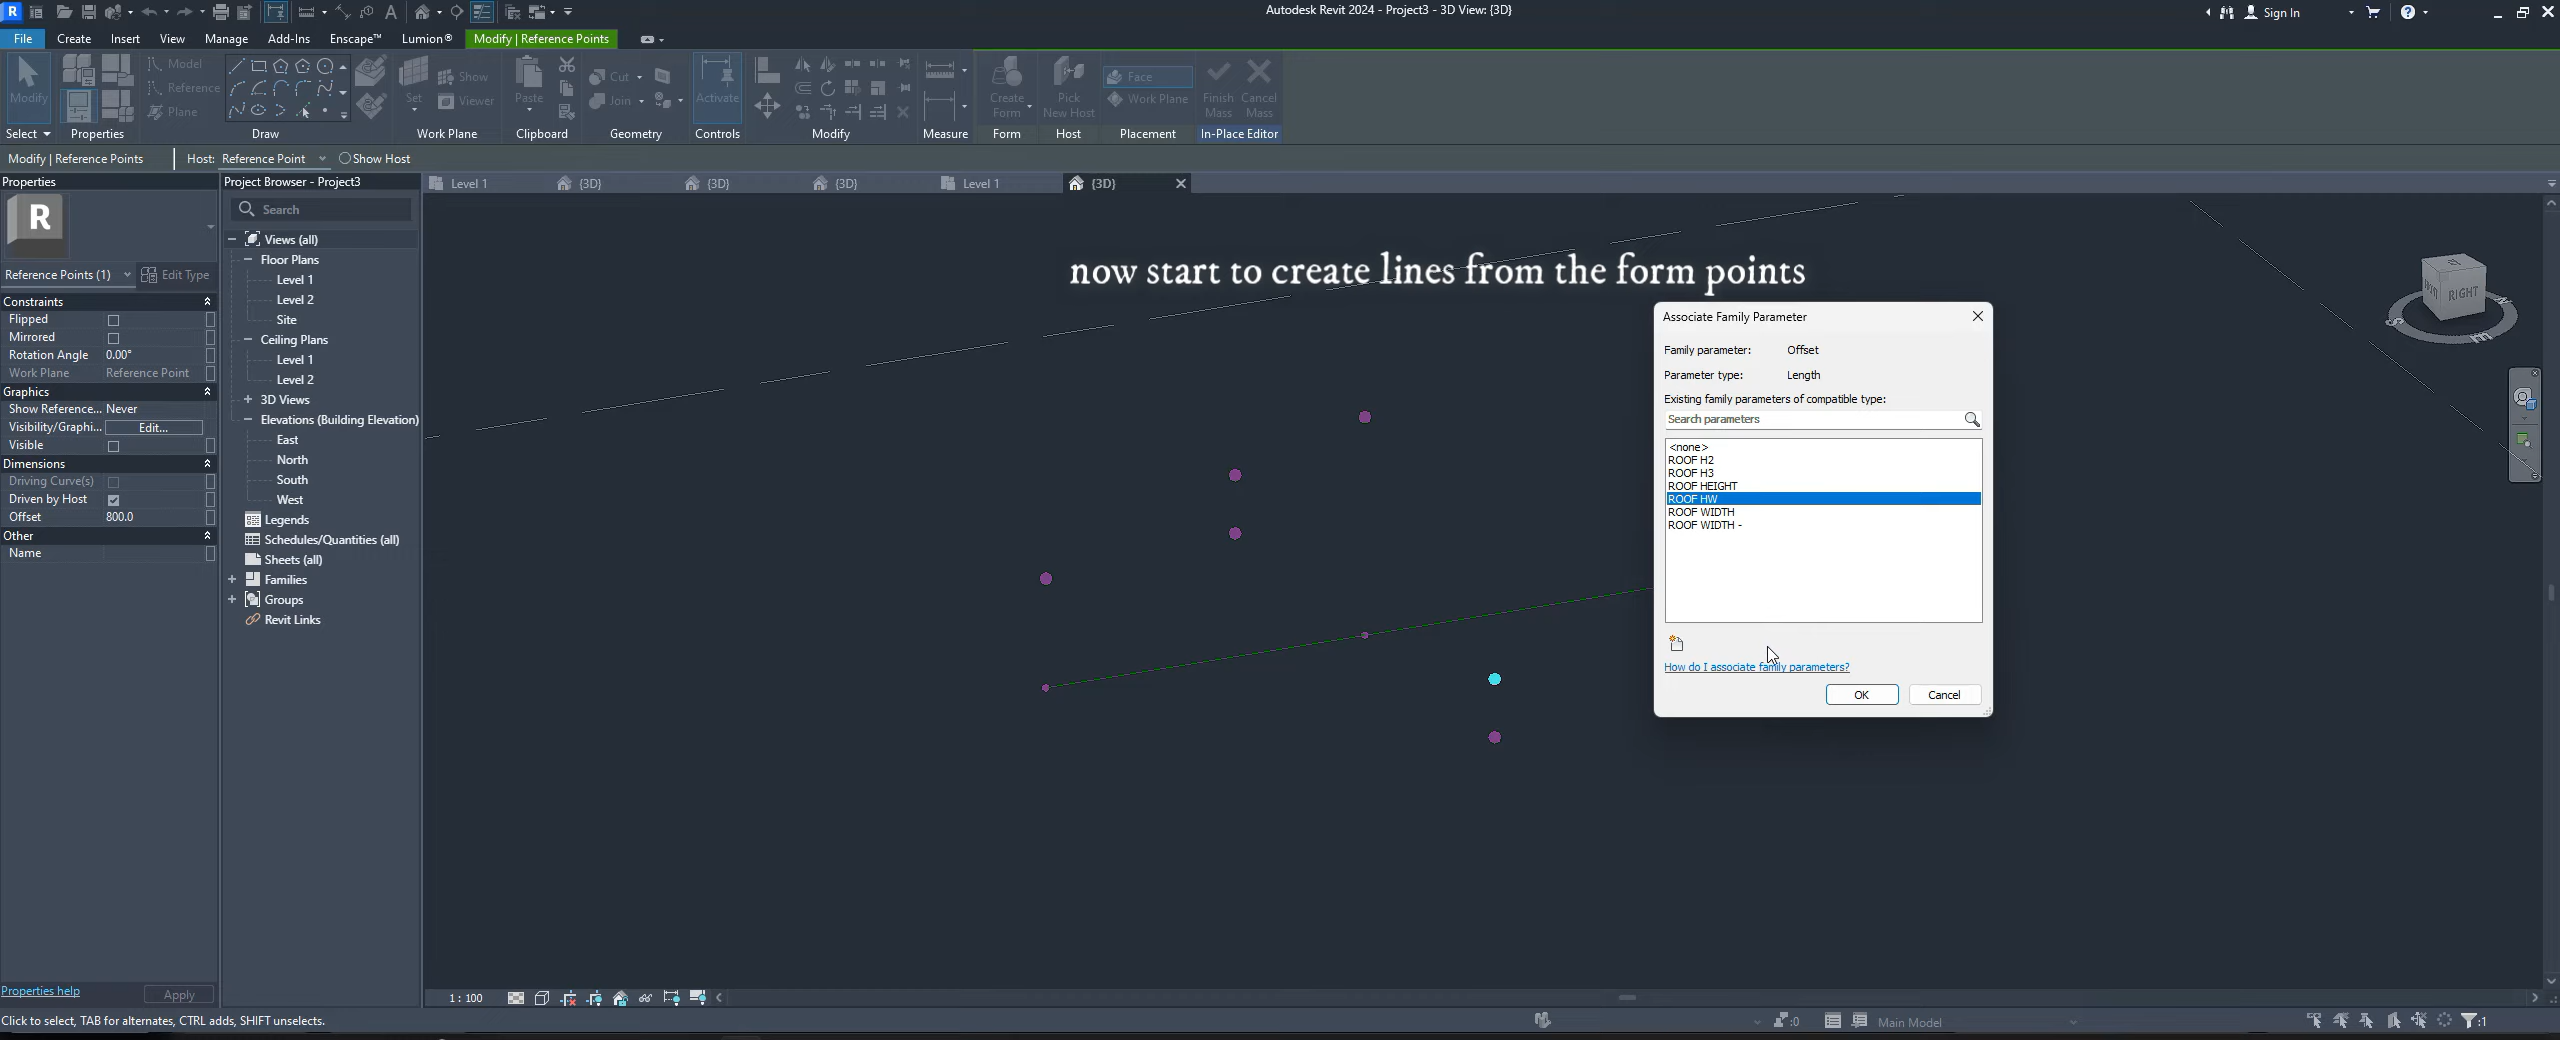 Autodesk Revit 2024 - Project3 - 3D View: {3D}
Sign In
File
Create
Insert
View
Manage
Add-Ins
Enscape™
Lumion®
Modify | Reference Points
Modify
Model
Reference
Plane
Set
Show
Viewer
Paste
Cut
Join
Activate
Create Form
Pick New Host
Face
Work Plane
Finish Mass
Cancel Mass
Select
Properties
Draw
Work Plane
Clipboard
Geometry
Controls
Modify
Measure
Form
Host
Placement
In-Place Editor
Modify | Reference Points
Host: Reference Point
Show Host
Properties
Project Browser - Project3
Level 1
{3D}
{3D}
{3D}
Level 1
{3D}
R
Reference Points (1)
Edit Type
Constraints
Flipped
Mirrored
Rotation Angle 0.00°
Work Plane Reference Point
Graphics
Show Reference... Never
Visibility/Graphi... Edit...
Visible
Dimensions
Driving Curve(s)
Driven by Host
Offset 800.0
Other
Name
Properties help
Apply
Search
Views (all)
Floor Plans
Level 1
Level 2
Site
Ceiling Plans
Level 1
Level 2
3D Views
Elevations (Building Elevation)
East
North
South
West
Legends
Schedules/Quantities (all)
Sheets (all)
Families
Groups
Revit Links
now start to create lines from the form points
RIGHT
Associate Family Parameter
Family parameter: Offset
Parameter type: Length
Existing family parameters of compatible type:
Search parameters
<none>
ROOF H2
ROOF H3
ROOF HEIGHT
ROOF HW
ROOF WIDTH
ROOF WIDTH -
How do I associate family parameters?
OK
Cancel
1 : 100
Click to select, TAB for alternates, CTRL adds, SHIFT unselects.
:0
Main Model
:1